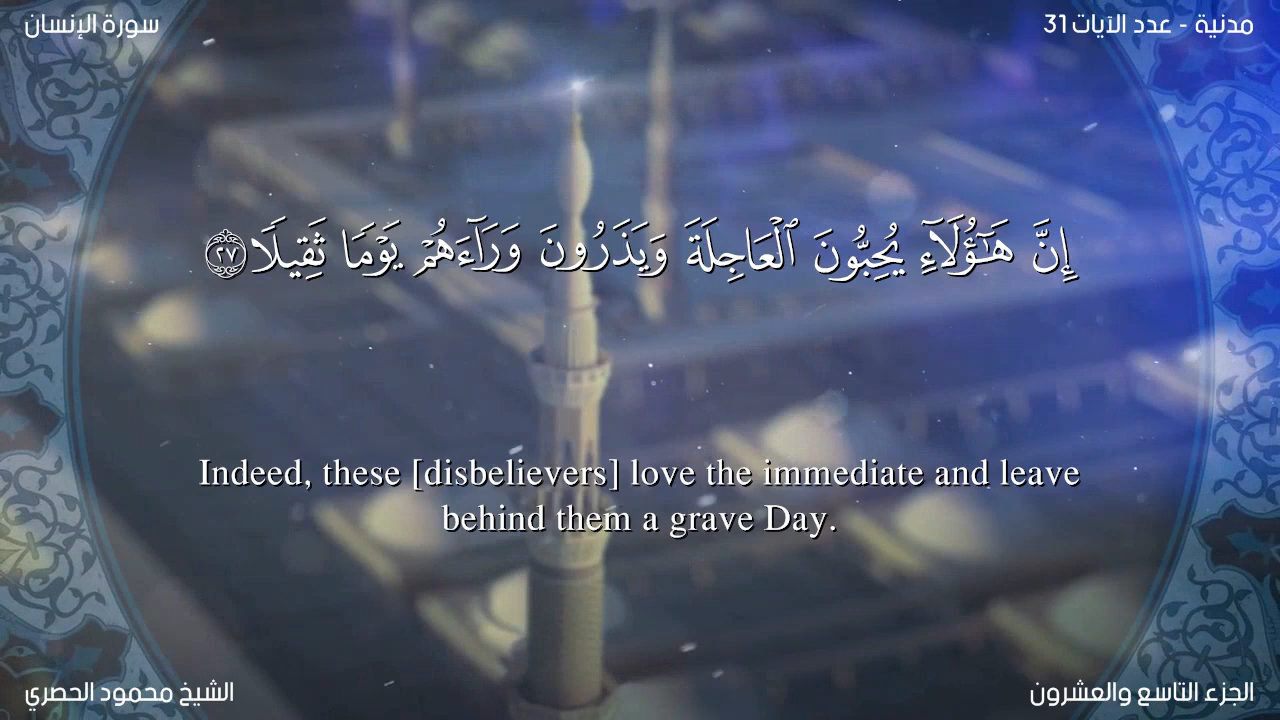 سورة الإنسان
مدنية - عدد الآيات 31
إِنَّ هَٰٓؤُلَآءِ يُحِبُّونَ ٱلْعَاجِلَةَ وَيَذَرُونَ وَرَآءَهُمْ يَوْمًا ثَقِيلًا ٢٧
Indeed, these [disbelievers] love the immediate and leave
behind them a grave Day.
الشيخ محمود الحصري
الجزء التاسع والعشرون